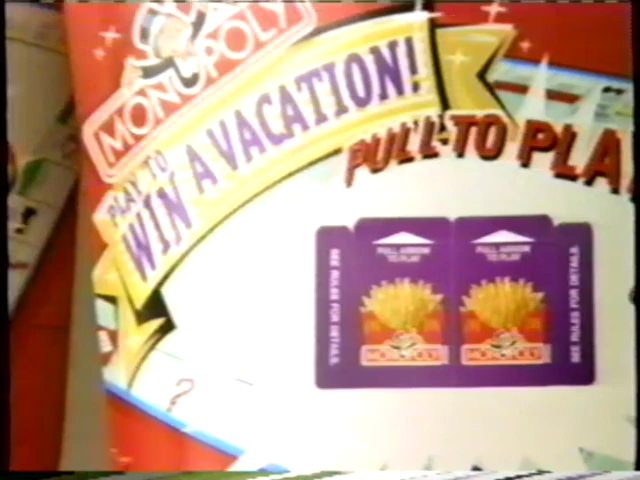 MONOPOLY
PLAY TO
WIN A VACATION!
PULL TO PLA
SEE RULES FOR DETAILS.
PULL ARROW
TO PLAY
MONOPOLY
PULL ARROW
TO PLAY
MONOPOLY
SEE RULES FOR DETAILS.
?